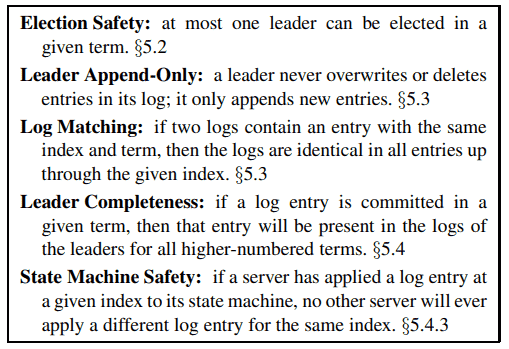 Election Safety: at most one leader can be elected in a
given term. §5.2
Leader Append-Only: a leader never overwrites or deletes
entries in its log; it only appends new entries. §5.3
Log Matching: if two logs contain an entry with the same
index and term, then the logs are identical in all entries up
through the given index. §5.3
Leader Completeness: if a log entry is committed in a
given term, then that entry will be present in the logs of
the leaders for all higher-numbered terms. §5.4
State Machine Safety: if a server has applied a log entry at
a given index to its state machine, no other server will ever
apply a different log entry for the same index. §5.4.3